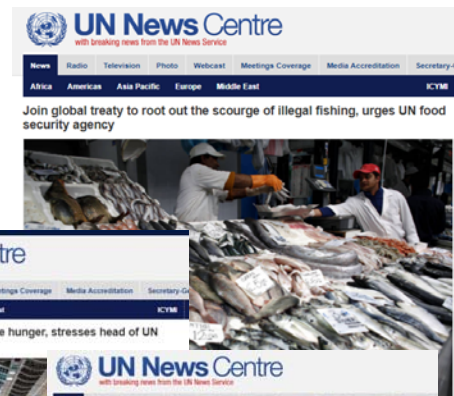 UN News Centre
with breaking news from the UN News Service
News Radio Television Photo Webcast Meetings Coverage Media Accreditation Secretary-
Africa Americas Asia Pacific Europe Middle East ICYMI
Join global treaty to root out the scourge of illegal fishing, urges UN food
security agency
tre
Meetings Coverage Media Accreditation Secretary-Ge
ICYMI
e hunger, stresses head of UN
UN News Centre
with breaking news from the UN News Service